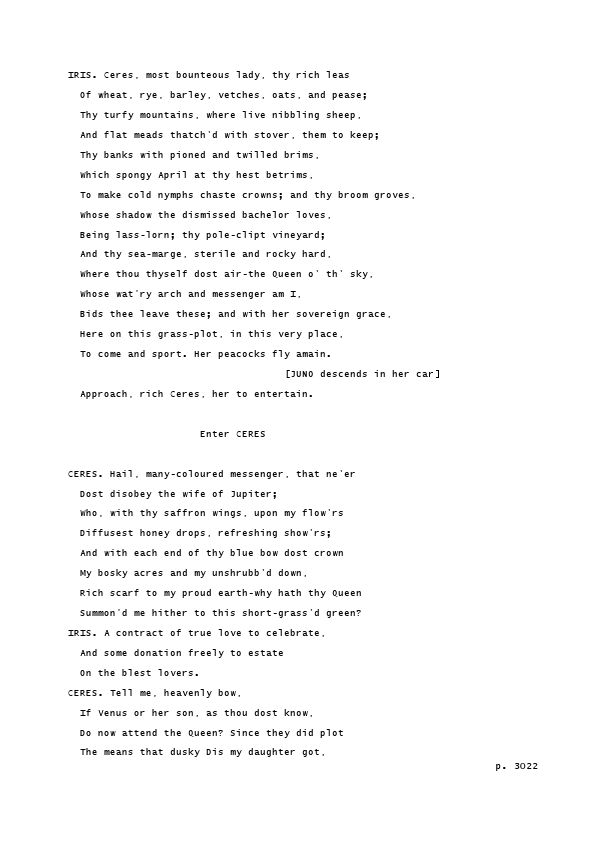 IRIS. Ceres, most bounteous lady, thy rich leas
Of wheat, rye, barley, vetches, oats, and pease;
Thy turfy mountains, where live nibbling sheep,
And flat meads thatch'd with stover, them to keep;
Thy banks with pioned and twilled brims,
Which spongy April at thy hest betrims,
To make cold nymphs chaste crowns; and thy broom groves,
Whose shadow the dismissed bachelor loves,
Being lass-lorn; thy pole-clipt vineyard;
And thy sea-marge, sterile and rocky hard,
Where thou thyself dost air-the Queen o' th' sky,
Whose wat'ry arch and messenger am I,
Bids thee leave these; and with her sovereign grace,
Here on this grass-plot, in this very place,
To come and sport. Her peacocks fly amain.
[JUNO descends in her car]
Approach, rich Ceres, her to entertain.
Enter CERES
CERES. Hail, many-coloured messenger, that ne'er
Dost disobey the wife of Jupiter;
Who, with thy saffron wings, upon my flow'rs
Diffusest honey drops, refreshing show'rs;
And with each end of thy blue bow dost crown
My bosky acres and my unshrubb'd down,
Rich scarf to my proud earth-why hath thy Queen
Summon'd me hither to this short-grass'd green?
IRIS. A contract of true love to celebrate,
And some donation freely to estate
On the blest lovers.
CERES. Tell me, heavenly bow,
If Venus or her son, as thou dost know,
Do now attend the Queen? Since they did plot
The means that dusky Dis my daughter got,
p. 3022